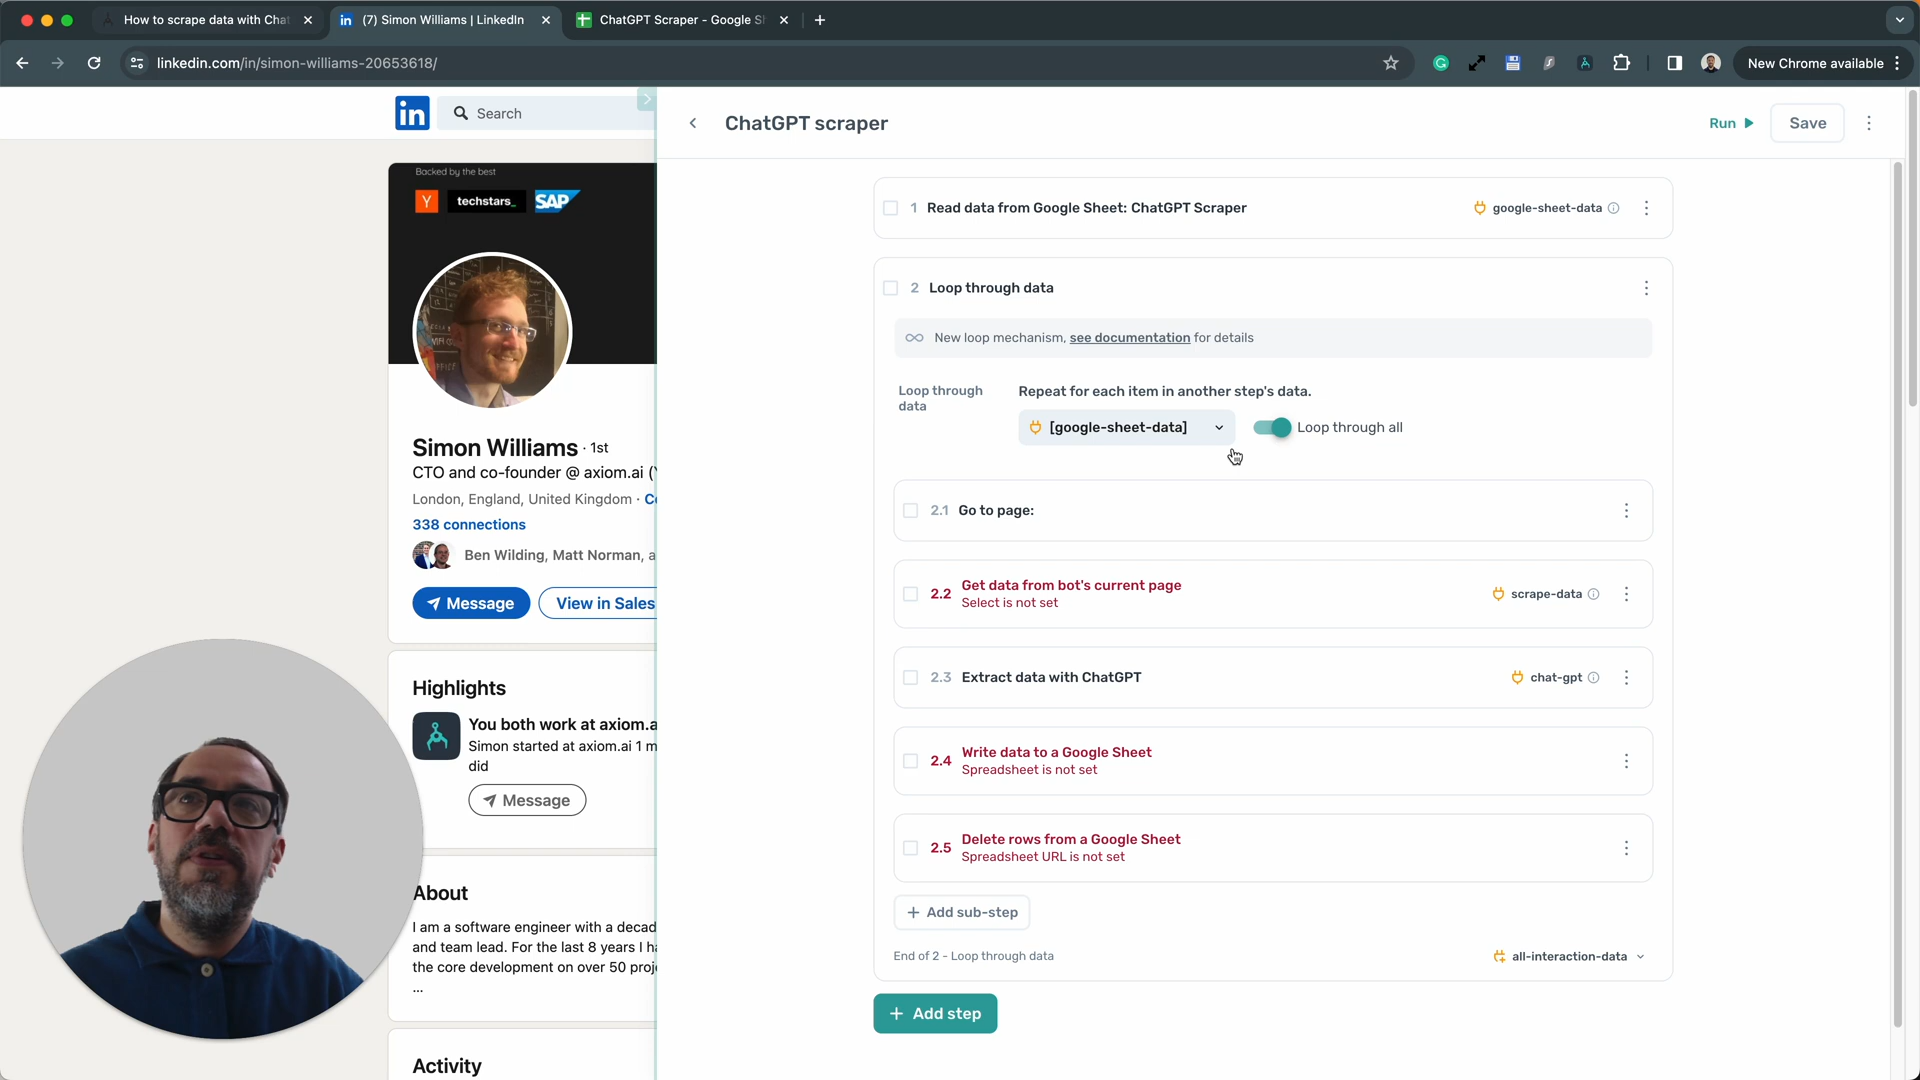 How to scrape data with Chat
(7) Simon Williams | LinkedIn
ChatGPT Scraper - Google Sh
linkedin.com/in/simon-williams-20653618/
New Chrome available
in
Search
Backed by the best
Y
techstars_
SAP
Simon Williams · 1st
CTO and co-founder @ axiom.ai (Y
London, England, United Kingdom · Co
338 connections
Ben Wilding, Matt Norman, a
Message
View in Sales
Highlights
You both work at axiom.a
Simon started at axiom.ai 1 m
did
Message
About
I am a software engineer with a decad
and team lead. For the last 8 years I ha
the core development on over 50 proje
...
Activity
ChatGPT scraper
Run
Save
1 Read data from Google Sheet: ChatGPT Scraper
google-sheet-data
2 Loop through data
New loop mechanism, see documentation for details
Loop through
data
Repeat for each item in another step's data.
[google-sheet-data]
Loop through all
2.1 Go to page:
2.2 Get data from bot's current page
Select is not set
scrape-data
2.3 Extract data with ChatGPT
chat-gpt
2.4 Write data to a Google Sheet
Spreadsheet is not set
2.5 Delete rows from a Google Sheet
Spreadsheet URL is not set
+ Add sub-step
End of 2 - Loop through data
all-interaction-data
+ Add step